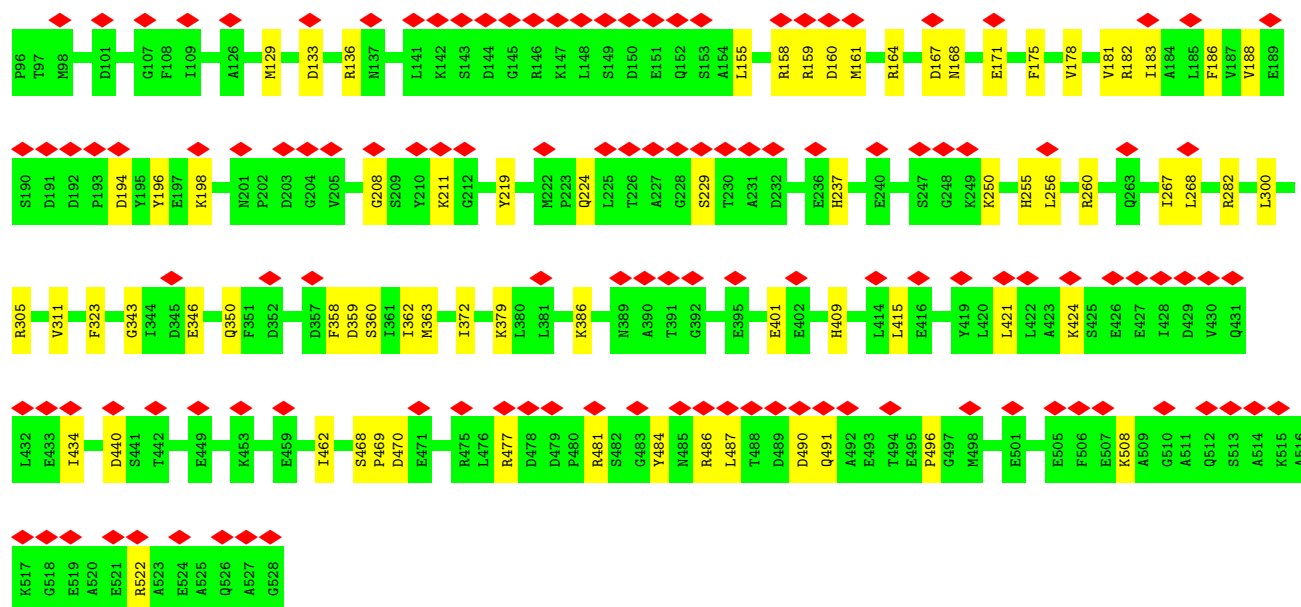 P96 T97 M98 D101 G107 F108 I109 A126 M129 D133 R136 N137 L141 K142 S143 D144 G145 R146 K147 L148 S149 D150 E151 Q152 S153 A154 L155 R158 R159 D160 M161 R164 D167 N168 E171 F175 V178 V181 R182 I183 A184 L185 F186 V187 V188 E189
S190 D191 D192 P193 D194 Y195 Y196 E197 K198 N201 P202 D203 G204 V205 G208 S209 Y210 K211 G212 Y219 M222 P223 Q224 L225 T226 A227 G228 S229 T230 A231 D232 E236 H237 E240 S247 G248 K249 K250 H255 L256 R260 Q263 I267 L268 R282 L300
R305 V311 F323 G343 I344 D345 E346 Q350 F351 D352 D357 F358 D359 S360 I361 I362 M363 I372 K379 L380 L381 K386 N389 A390 T391 G392 E395 E401 E402 H409 L414 L415 E416 Y419 L420 L421 L422 A423 K424 S425 E426 E427 I428 D429 V430 Q431
L432 E433 I434 D440 S441 T442 E449 K453 E459 I462 S468 P469 D470 E471 R475 L476 R477 D478 D479 P480 R481 S482 G483 Y484 N485 R486 L487 T488 D489 D490 Q491 A492 E493 T494 E495 P496 G497 M498 E501 E505 F506 E507 K508 A509 G510 A511 Q512 S513 A514 K515 A516
K517 G518 E519 A520 E521 R522 A523 E524 A525 Q526 A527 G528